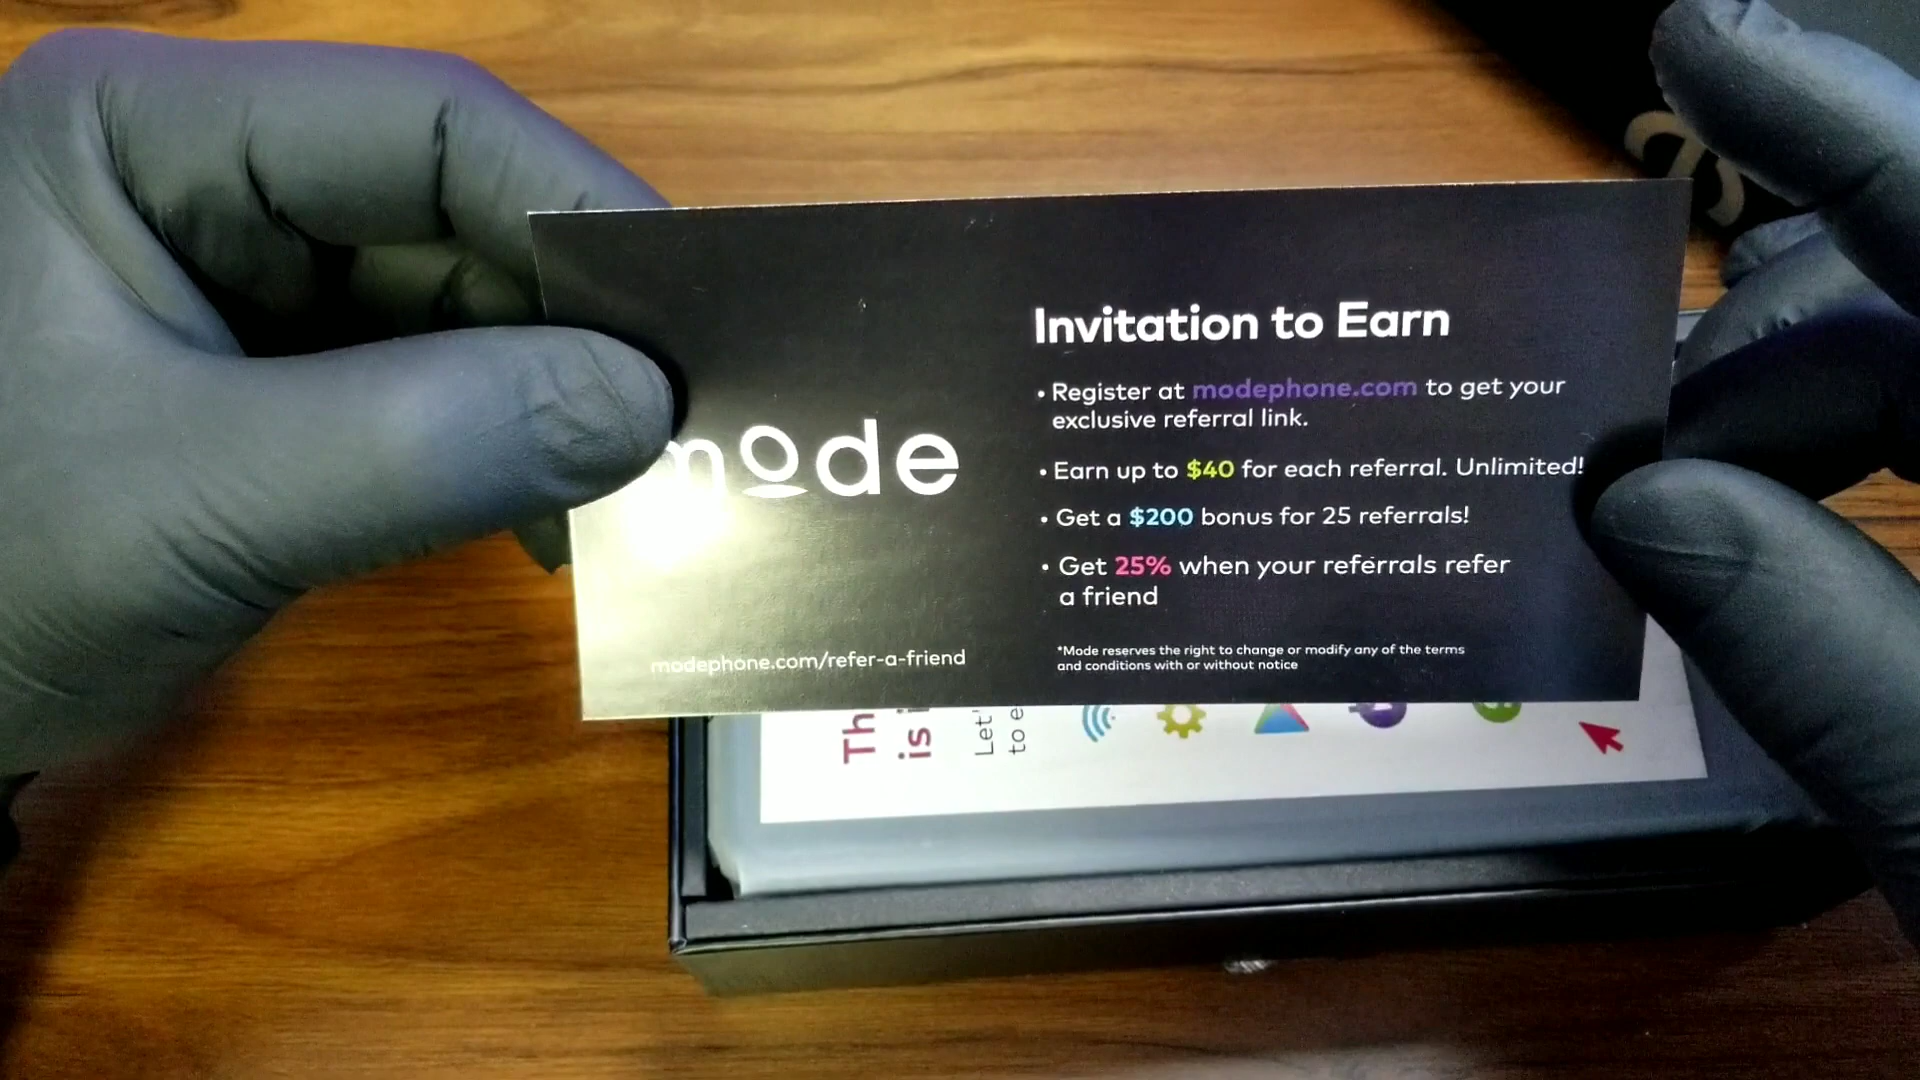 mode
modephone.com/refer-a-friend
Invitation to Earn
• Register at modephone.com to get your
exclusive referral link.
• Earn up to $40 for each referral. Unlimited!
• Get a $200 bonus for 25 referrals!
• Get 25% when your referrals refer
a friend
*Mode reserves the right to change or modify any of the terms
and conditions with or without notice
Th
is
Let'
to e